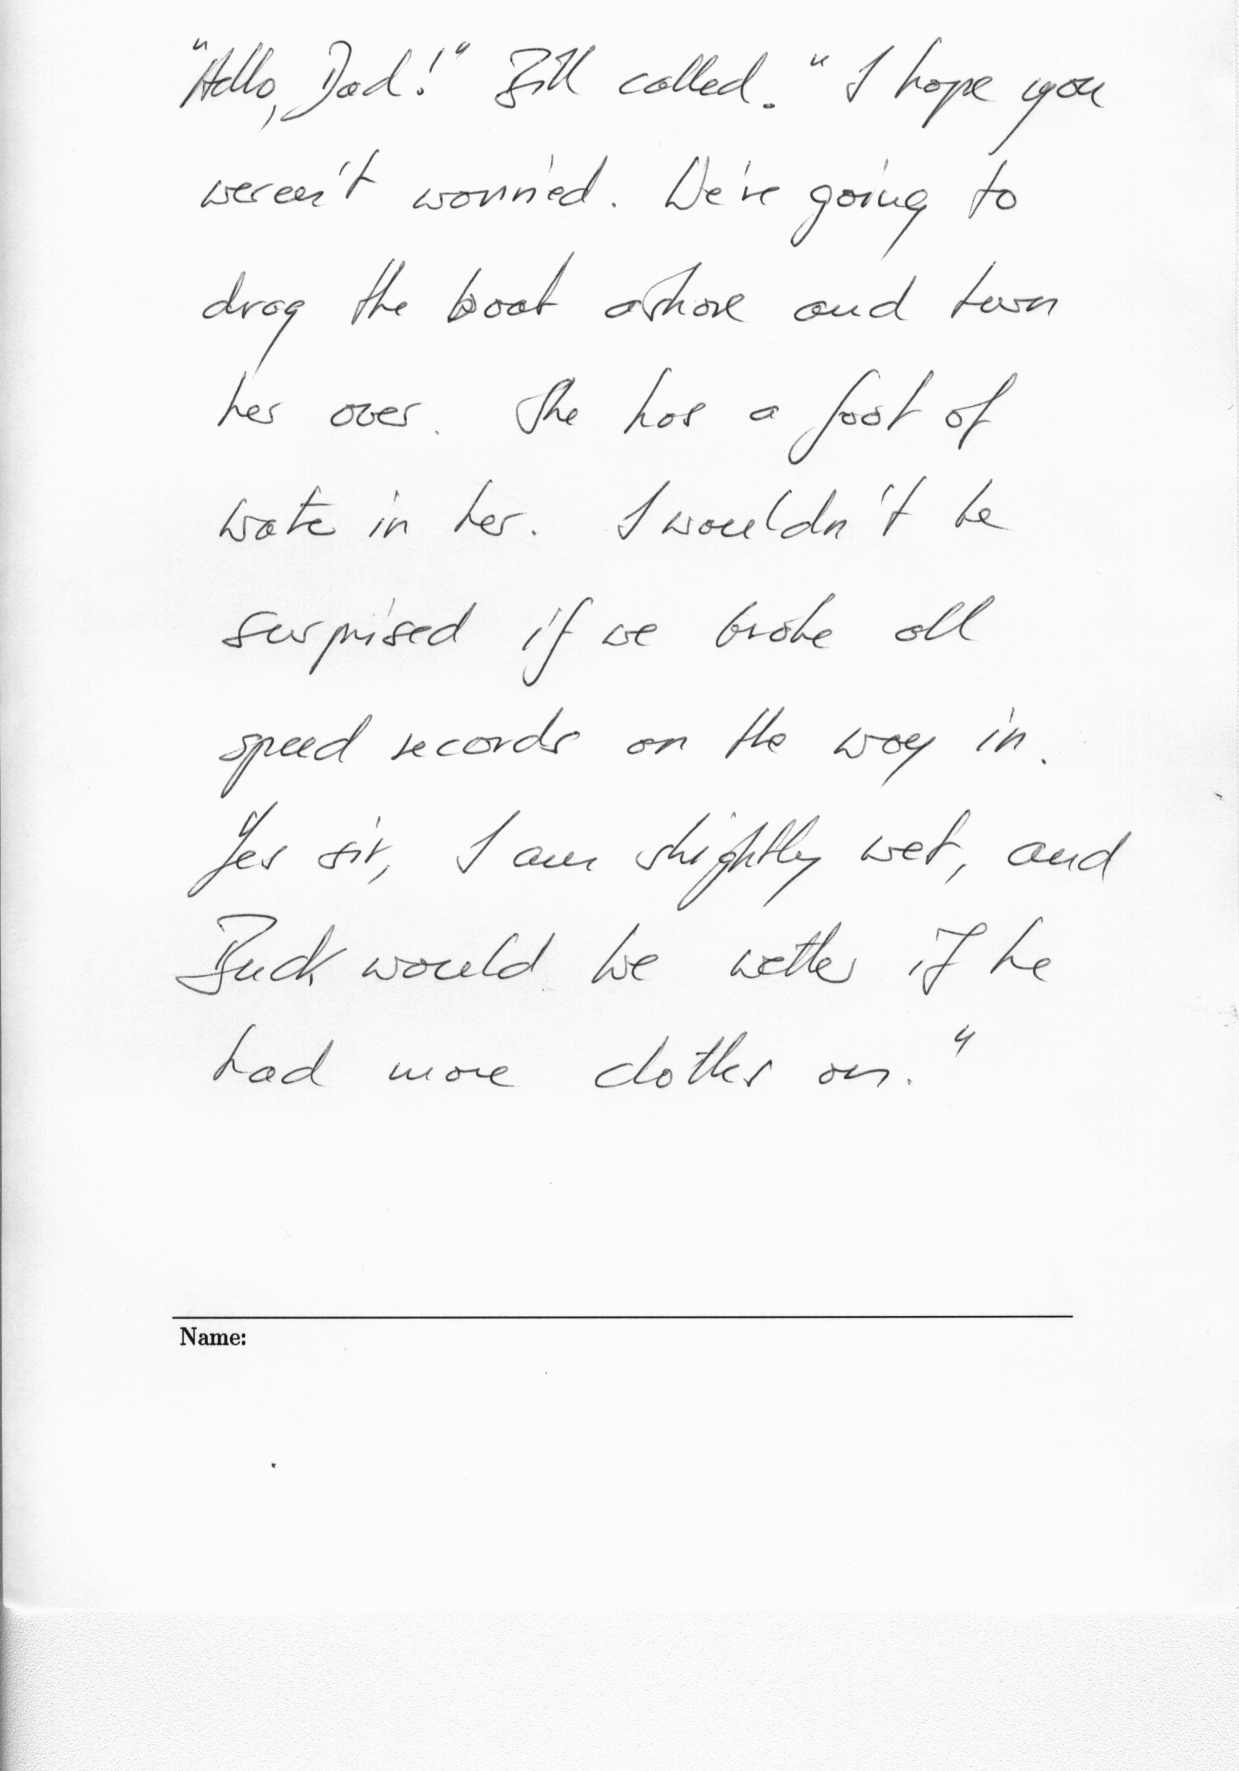 "Hello, Dad!" Bill called. "I hope you
weren't worried. We're going to
drag the boat ashore and turn
her over. She has a foot of
water in her. I wouldn't be
surprised if we broke all
speed records on the way in.
Yes sir, I am slightly wet, and
Buck would be wetter if he
had more clothes on."
Name: